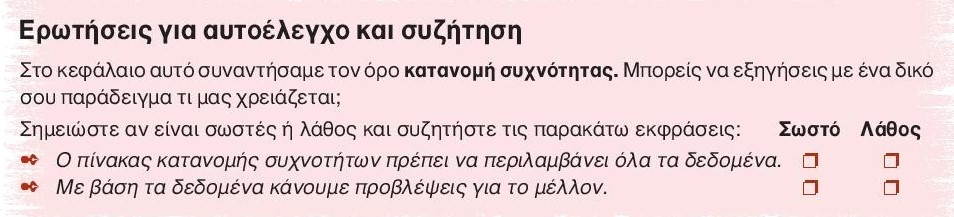 Ερωτήσεις για αυτοέλεγχο και συζήτηση
Στο κεφάλαιο αυτό συναντήσαμε τον όρο κατανομή συχνότητας. Μπορείς να εξηγήσεις με ένα δικό
σου παράδειγμα τι μας χρειάζεται;
Σημειώστε αν είναι σωστές ή λάθος και συζητήστε τις παρακάτω εκφράσεις: Σωστό Λάθος
Ο πίνακας κατανομής συχνοτήτων πρέπει να περιλαμβάνει όλα τα δεδομένα.
Με βάση τα δεδομένα κάνουμε προβλέψεις για το μέλλον.